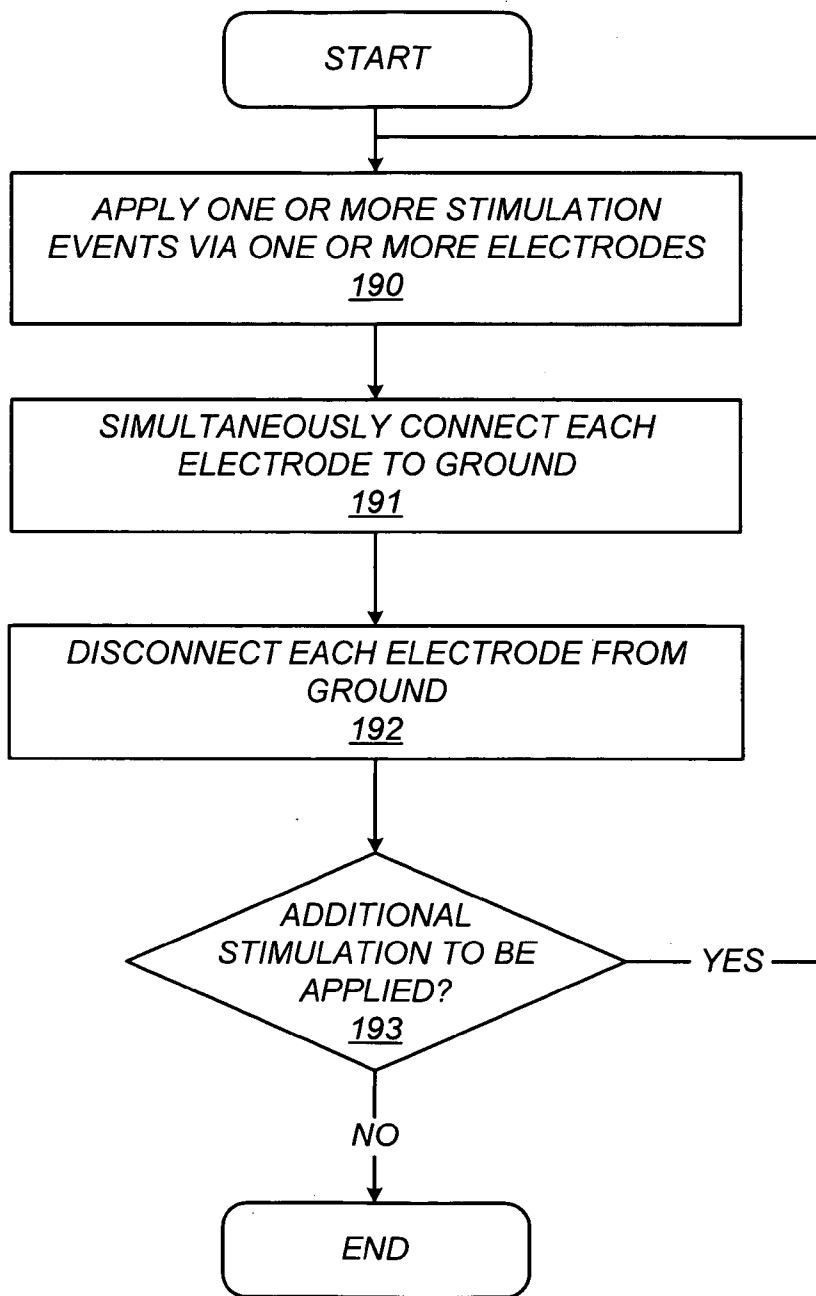 START
APPLY ONE OR MORE STIMULATION
EVENTS VIA ONE OR MORE ELECTRODES
190
SIMULTANEOUSLY CONNECT EACH
ELECTRODE TO GROUND
191
DISCONNECT EACH ELECTRODE FROM
GROUND
192
ADDITIONAL
STIMULATION TO BE
APPLIED?
193
YES
NO
END